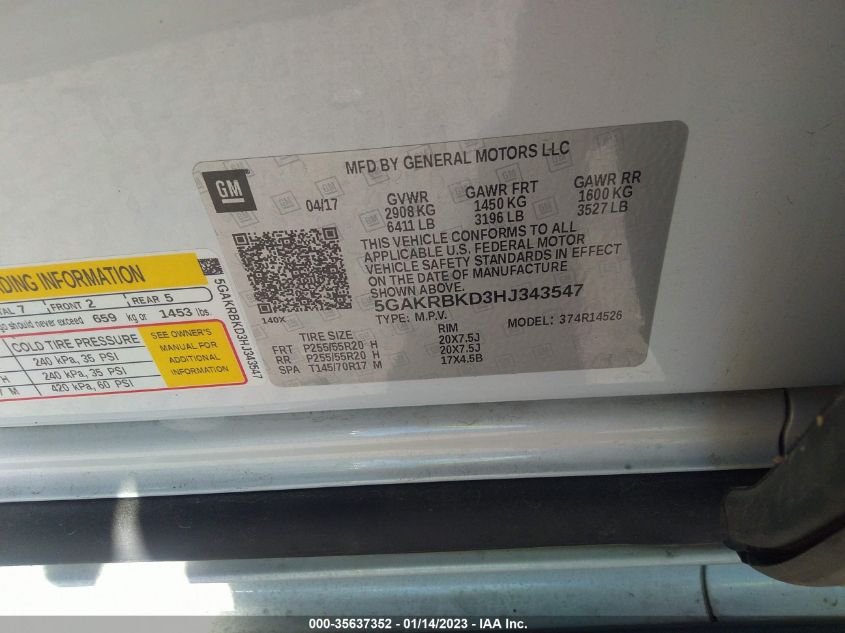 MFD BY GENERAL MOTORS LLC
GM
04/17
GVWR GAWR FRT GAWR RR
2908 KG 1450 KG 1600 KG
6411 LB 3196 LB 3527 LB
THIS VEHICLE CONFORMS TO ALL
APPLICABLE U.S. FEDERAL MOTOR
VEHICLE SAFETY STANDARDS IN EFFECT
ON THE DATE OF MANUFACTURE
SHOWN ABOVE.
5GAKRBKD3HJ343547
140X
TYPE: M.P.V. MODEL: 374R14526
TIRE SIZE RIM
FRT P255/55R20 H 20X7.5J
RR P255/55R20 H 20X7.5J
SPA T145/70R17 M 17X4.5B
INFORMATION
7 FRONT 2 REAR 5
should never exceed 659 kg or 1453 lbs.
COLD TIRE PRESSURE
240 kPa, 35 PSI
H 240 kPa, 35 PSI
M 420 kPa, 60 PSI
SEE OWNER'S
MANUAL FOR
ADDITIONAL
INFORMATION
5GAKRBKD3HJ343547
000-35637352 - 01/14/2023 - IAA Inc.